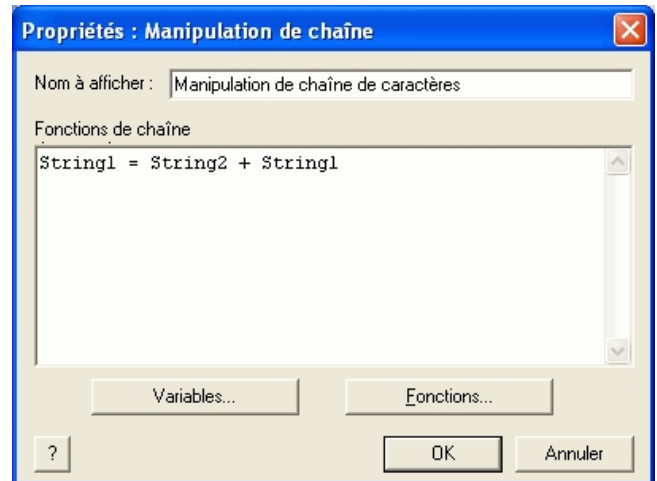 Propriétés : Manipulation de chaîne
Nom à afficher : Manipulation de chaîne de caractères
Fonctions de chaîne
String1 = String2 + String1
Variables... Fonctions...
? OK Annuler